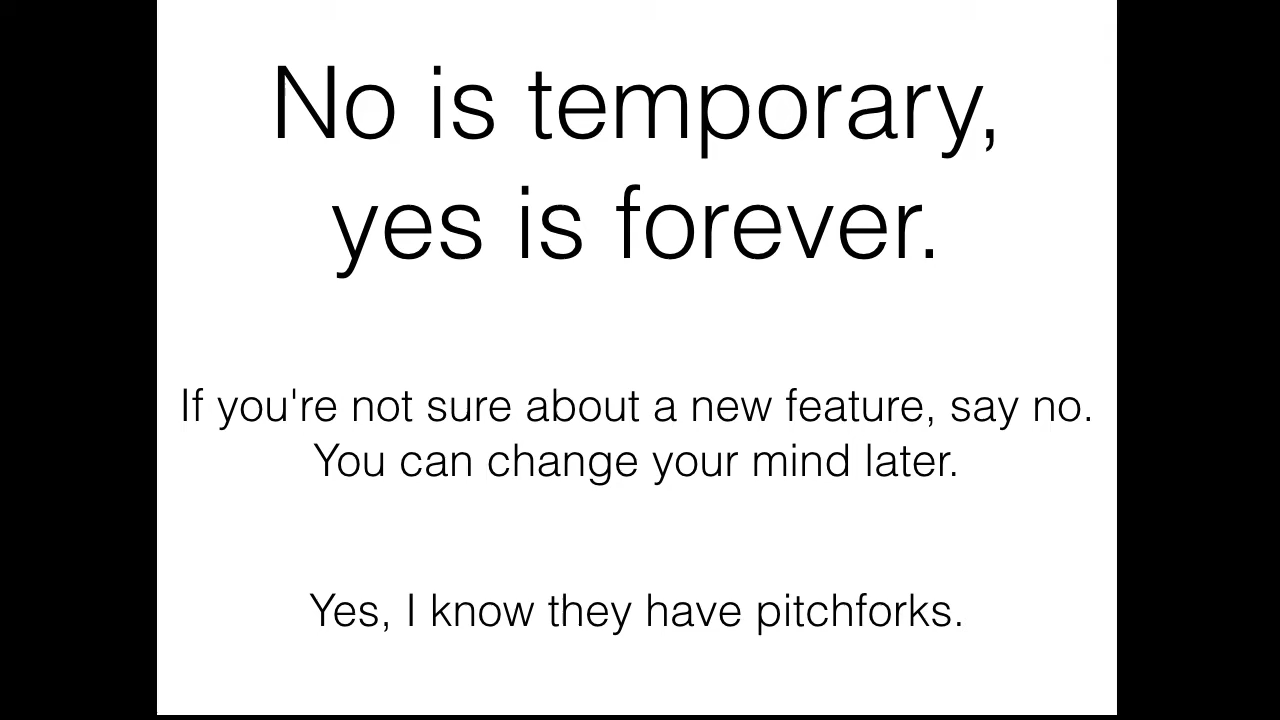 No is temporary,
yes is forever.
If you're not sure about a new feature, say no.
You can change your mind later.
Yes, I know they have pitchforks.